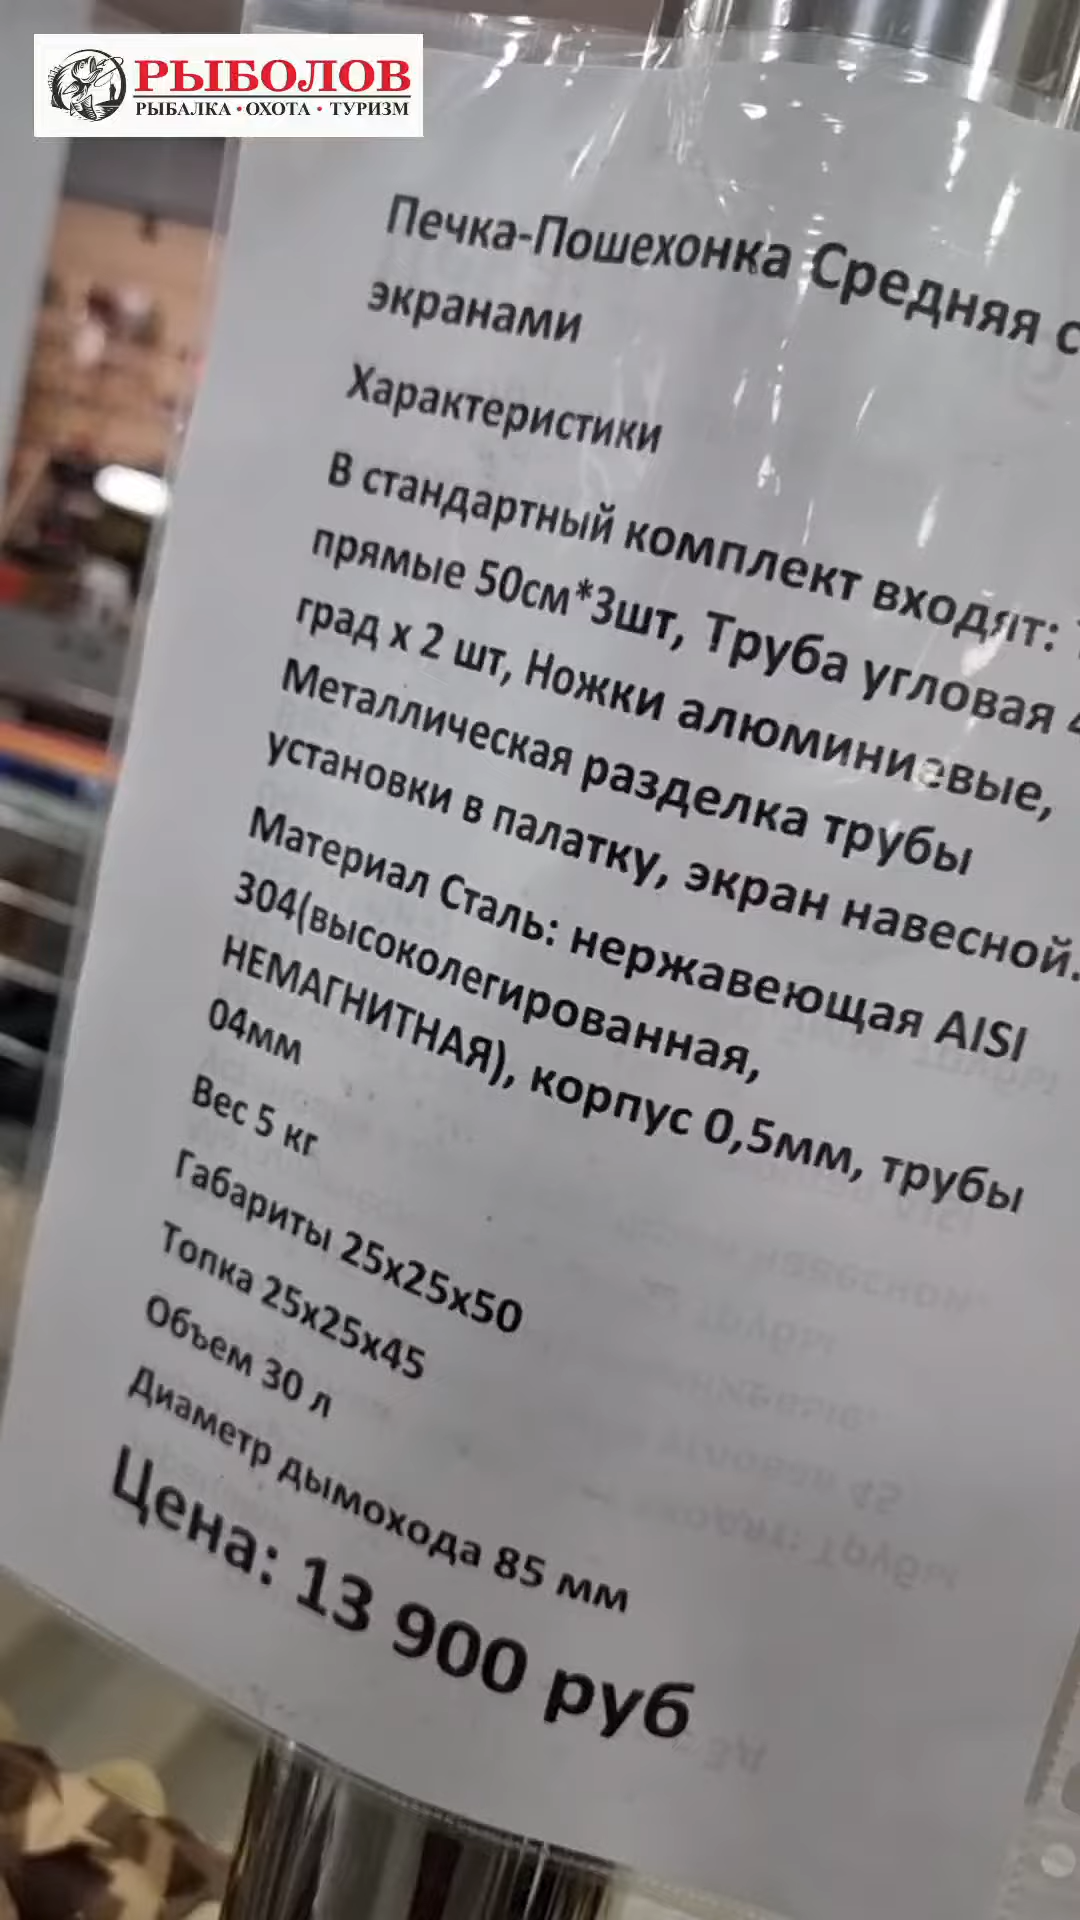 РЫБОЛОВ
РЫБАЛКА • ОХОТА • ТУРИЗМ
Печка-Пошехонка Средняя с
экранами
Характеристики
В стандартный комплект входят:
прямые 50см*3шт, Труба угловая 4
град х 2 шт, Ножки алюминиевые,
Металлическая разделка трубы
установки в палатку, экран навесной.
Материал Сталь: нержавеющая AISI
304(высоколегированная,
НЕМАГНИТНАЯ), корпус 0,5мм, трубы
04мм
Вес 5 кг
Габариты 25х25х50
Топка 25х25х45
Объем 30 л
Диаметр дымохода 85 мм
Цена: 13 900 руб